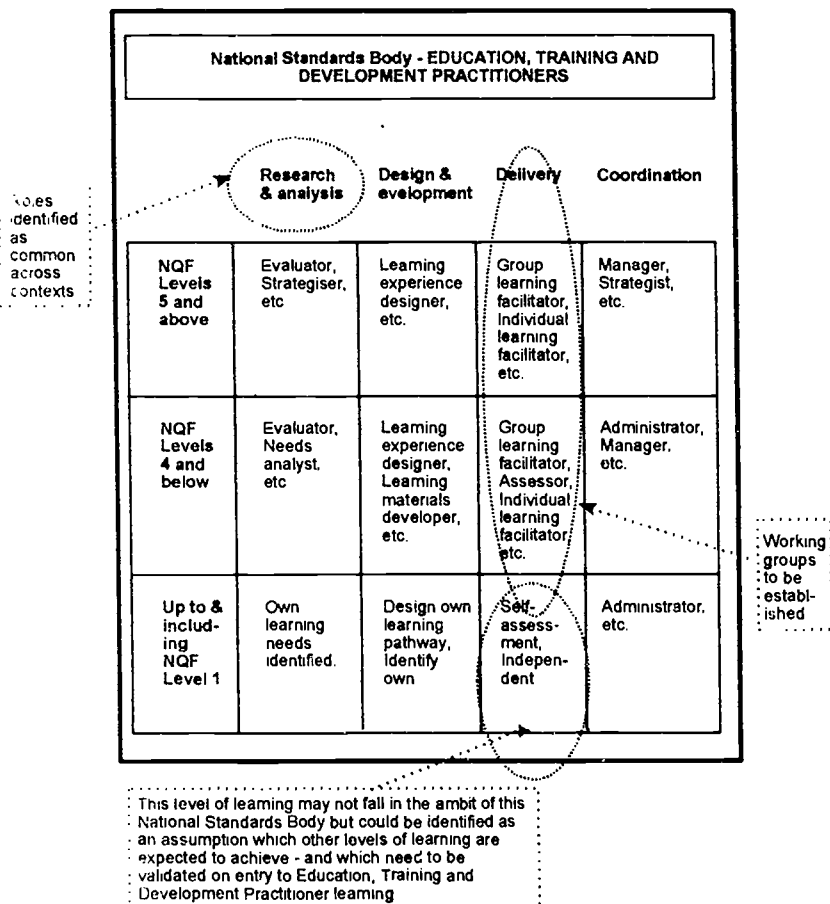 National Standards Body - EDUCATION, TRAINING AND
DEVELOPMENT PRACTITIONERS
Research
& analysis
Design &
evelopment
Delivery
Coordination
identified
as
common
across
contexts
NQF
Levels
5 and
above
Evaluator,
Strategiser,
etc
Learning
experience
designer,
etc.
Group
learning
facilitator,
Individual
learning
facilitator,
etc.
Manager,
Strategist,
etc.
NQF
Levels
4 and
below
Evaluator,
Needs
analyst,
etc
Learning
experience
designer,
Learning
materials
developer,
etc.
Group
learning
facilitator,
Assessor,
Individual
learning
facilitator
etc.
Administrator,
Manager,
etc.
Working
groups
to be
establ-
ished
Up to &
includ-
ing
NQF
Level 1
Own
learning
needs
identified.
Design own
learning
pathway,
Identify
own
Self-
assess-
ment,
Indepen-
dent
Administrator,
etc.
This level of learning may not fall in the ambit of this
National Standards Body but could be identified as
an assumption which other levels of learning are
expected to achieve - and which need to be
validated on entry to Education, Training and
Development Practitioner learning